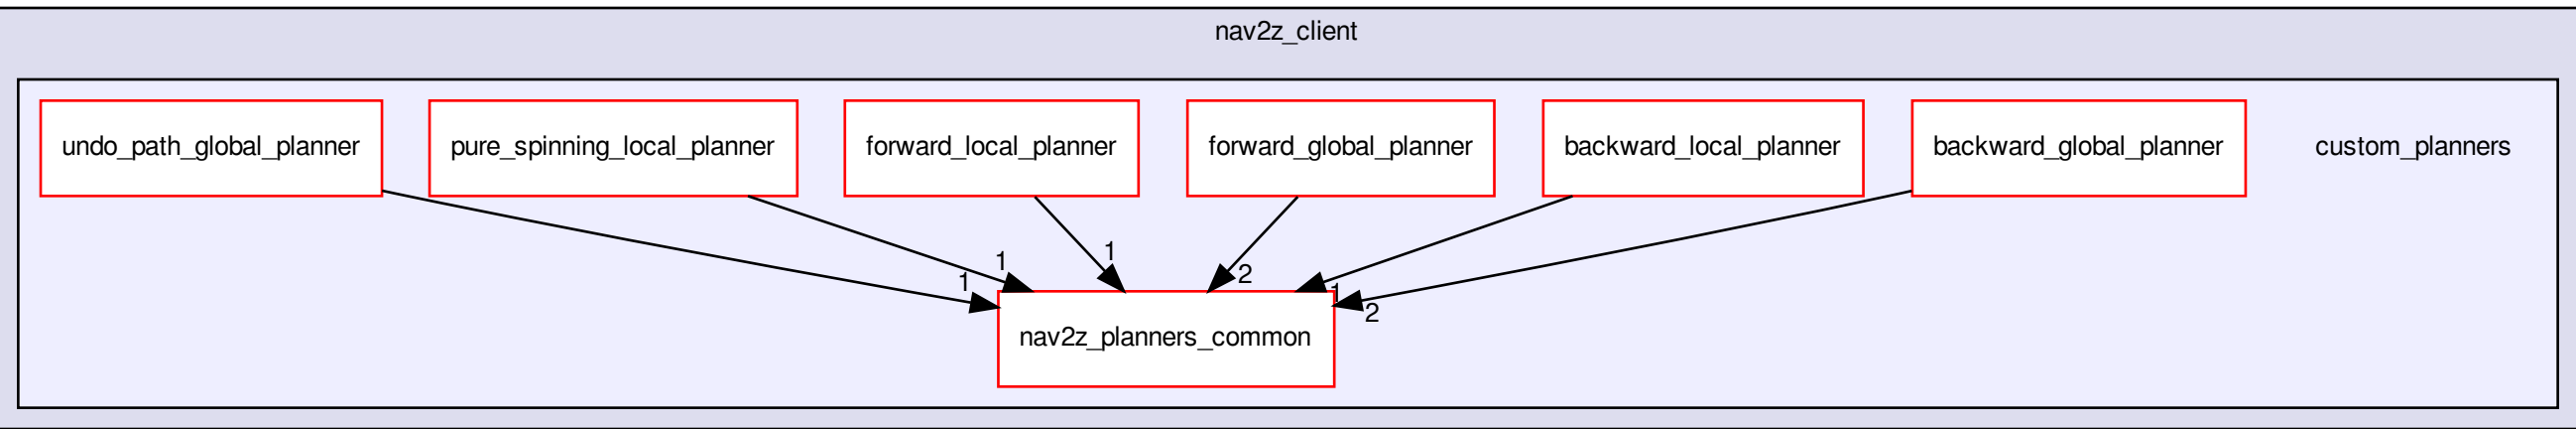 nav2z_client
undo_path_global_planner
pure_spinning_local_planner
forward_local_planner
forward_global_planner
backward_local_planner
backward_global_planner
custom_planners
1
1
1
2
1
2
nav2z_planners_common